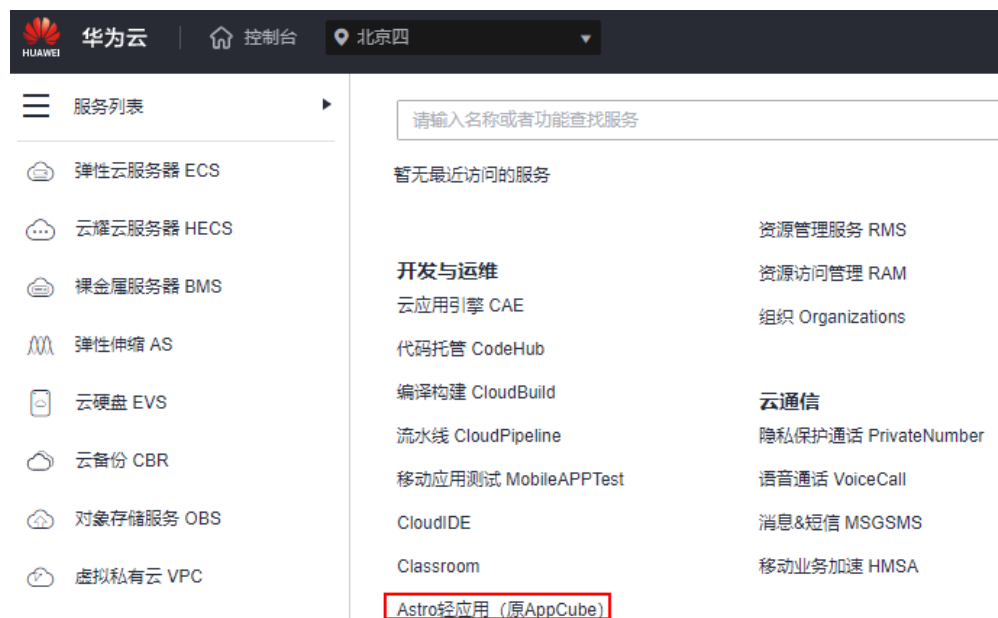 HUAWEI
华为云
控制台
北京四
服务列表
弹性云服务器 ECS
云耀云服务器 HECS
裸金属服务器 BMS
弹性伸缩 AS
云硬盘 EVS
云备份 CBR
对象存储服务 OBS
虚拟私有云 VPC
请输入名称或者功能查找服务
暂无最近访问的服务
开发与运维
云应用引擎 CAE
代码托管 CodeHub
编译构建 CloudBuild
流水线 CloudPipeline
移动应用测试 MobileAPPTest
CloudIDE
Classroom
Astro轻应用（原AppCube）
资源管理服务 RMS
资源访问管理 RAM
组织 Organizations
云通信
隐私保护通话 PrivateNumber
语音通话 VoiceCall
消息&短信 MSGSMS
移动业务加速 HMSA